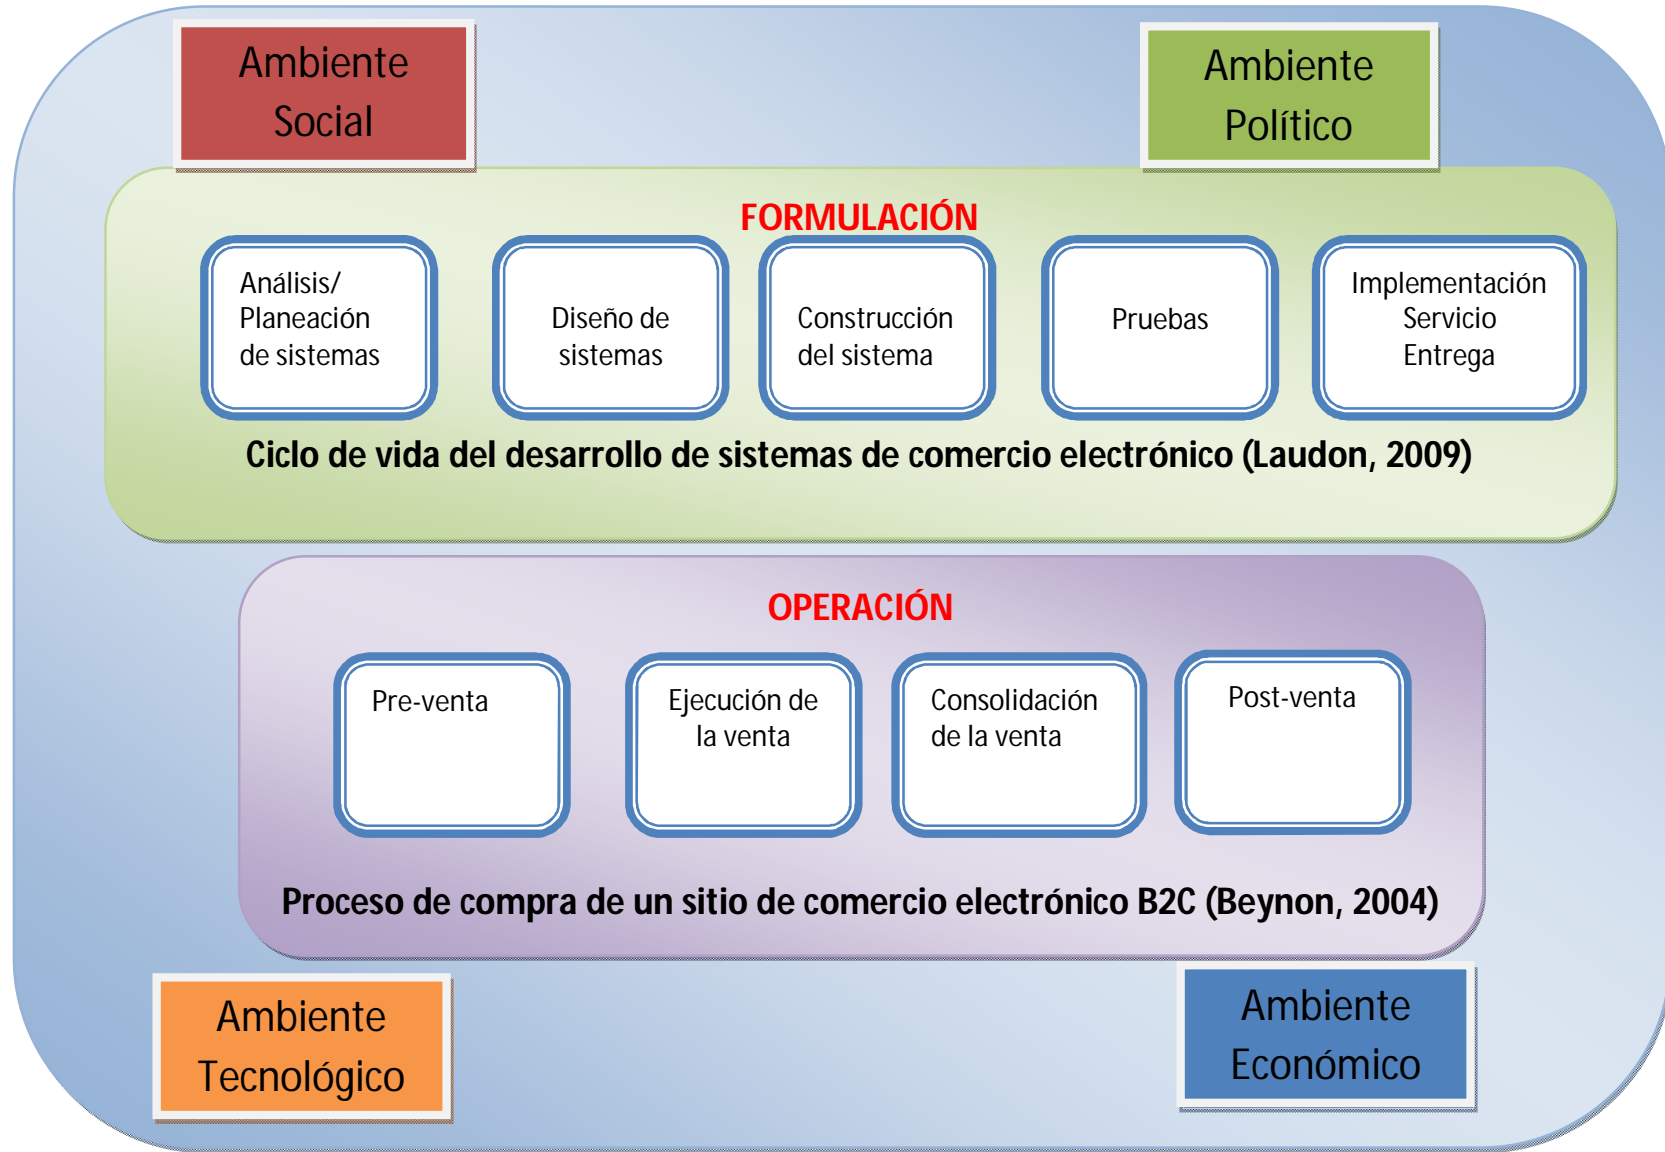 Ambiente
Social
Ambiente
Político
FORMULACIÓN
Análisis/
Planeación
de sistemas
Diseño de
sistemas
Construcción
del sistema
Pruebas
Implementación
Servicio
Entrega
Ciclo de vida del desarrollo de sistemas de comercio electrónico (Laudon, 2009)
OPERACIÓN
Pre-venta
Ejecución de
la venta
Consolidación
de la venta
Post-venta
Proceso de compra de un sitio de comercio electrónico B2C (Beynon, 2004)
Ambiente
Tecnológico
Ambiente
Económico